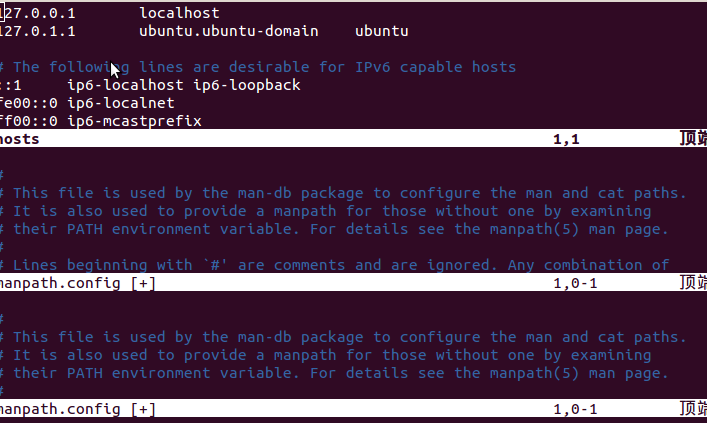 127.0.0.1       localhost
127.0.1.1       ubuntu.ubuntu-domain    ubuntu
# The following lines are desirable for IPv6 capable hosts
::1     ip6-localhost ip6-loopback
fe00::0 ip6-localnet
ff00::0 ip6-mcastprefix
hosts 1,1 顶端
#
# This file is used by the man-db package to configure the man and cat paths.
# It is also used to provide a manpath for those without one by examining
# their PATH environment variable. For details see the manpath(5) man page.
#
# Lines beginning with `#' are comments and are ignored. Any combination of
manpath.config [+] 1,0-1 顶端
#
# This file is used by the man-db package to configure the man and cat paths.
# It is also used to provide a manpath for those without one by examining
# their PATH environment variable. For details see the manpath(5) man page.
#
manpath.config [+] 1,0-1 顶端